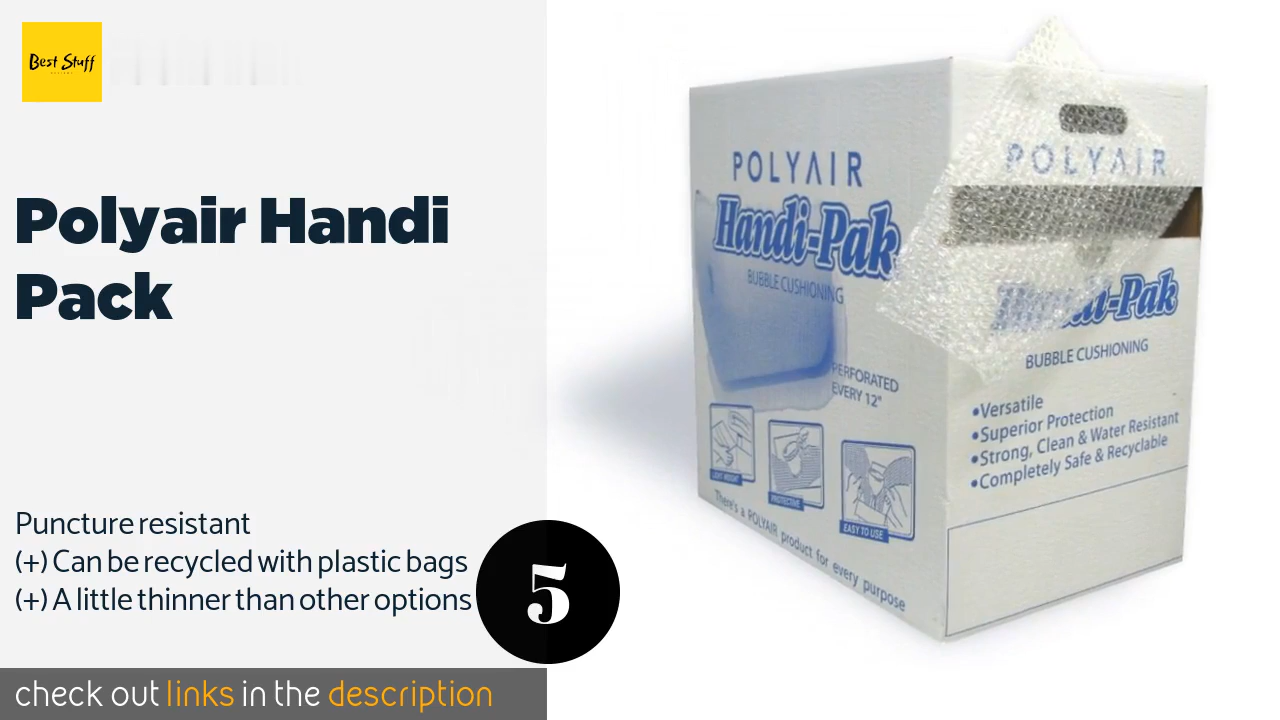 Best Stuff
Polyair Handi
Pack
Puncture resistant
(+) Can be recycled with plastic bags
(+) A little thinner than other options
5
check out links in the description
POLYAIR
Handi-Pak
BUBBLE CUSHIONING
PERFORATED
EVERY 12"
LIGHT WEIGHT
PROTECTIVE
EASY TO USE
There's a POLYAIR product for every purpose
POLYAIR
Handi-Pak
BUBBLE CUSHIONING
•Versatile
•Superior Protection
•Strong, Clean & Water Resistant
•Completely Safe & Recyclable